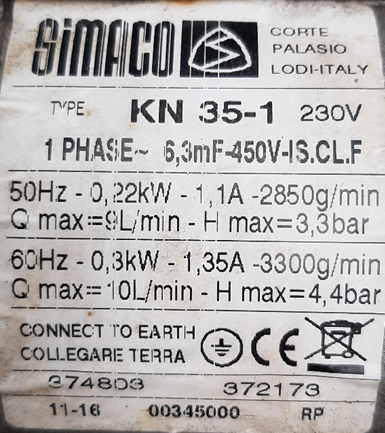 SIMACO
CORTE
PALASIO
LODI-ITALY
TYPE KN 35-1 230V
1 PHASE~ 6,3mF-450V-IS.CL.F
50Hz - 0,22kW - 1,1A -2850g/min
Q max=9L/min - H max=3,3bar
60Hz - 0,3kW - 1,35A -3300g/min
Q max=10L/min - H max=4,4bar
CONNECT TO EARTH
COLLEGARE TERRA
CE
374803 372173
11-16 00345000 RP